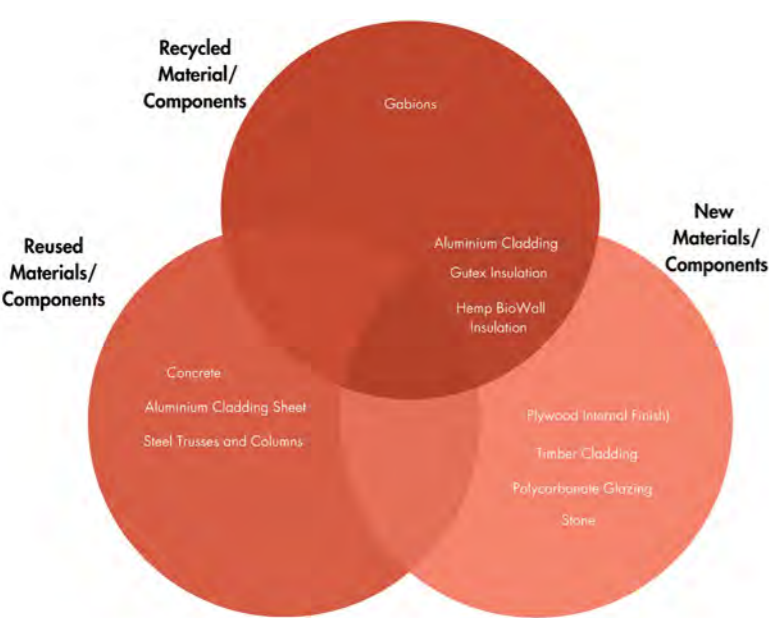 Recycled
Material/
Components
Gabions
New
Materials/
Components
Reused
Materials/
Components
Aluminium Cladding
Gutex Insulation
Hemp BioWall
Insulation
Concrete
Aluminium Cladding Sheet
Steel Trusses and Columns
Plywood Internal Finish)
Timber Cladding
Polycarbonate Glazing
Stone